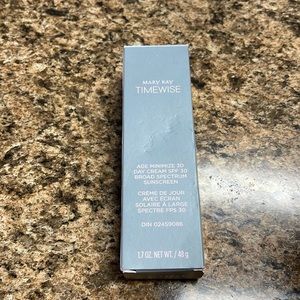 MARY KAY
TIMEWISE
AGE MINIMIZE 3D
DAY CREAM SPF 30
BROAD SPECTRUM
SUNSCREEN
CRÈME DE JOUR
AVEC ÉCRAN
SOLAIRE À LARGE
SPECTRE FPS 30
DIN 02459086
1.7 OZ. NET WT. / 48 g